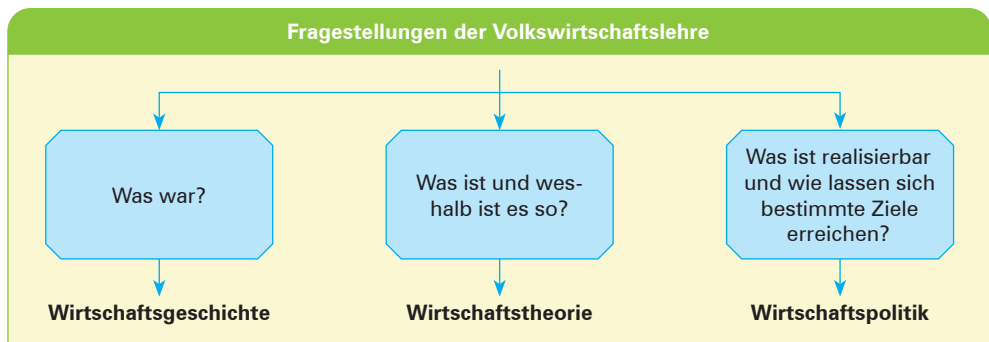 Fragestellungen der Volkswirtschaftslehre
Was war?
Was ist und wes-
halb ist es so?
Was ist realisierbar
und wie lassen sich
bestimmte Ziele
erreichen?
Wirtschaftsgeschichte
Wirtschaftstheorie
Wirtschaftspolitik